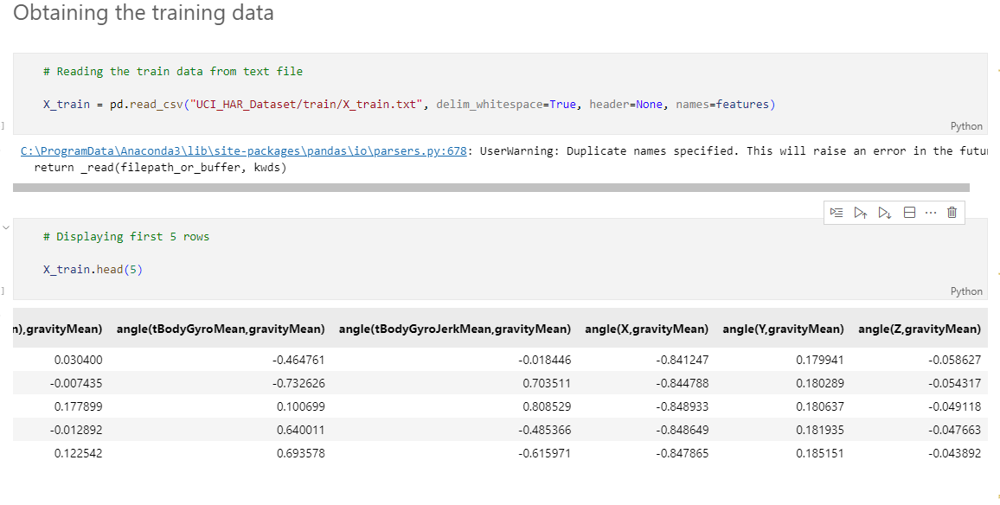 Obtaining the training data
# Reading the train data from text file
X_train = pd.read_csv("UCI_HAR_Dataset/train/X_train.txt", delim_whitespace=True, header=None, names=features)
]
Python
C:\ProgramData\Anaconda3\lib\site-packages\pandas\io\parsers.py:678: UserWarning: Duplicate names specified. This will raise an error in the
return _read(filepath_or_buffer, kwds)
# Displaying first 5 rows
X_train.head(5)
]
Python
n),gravityMean) angle(tBodyGyroMean,gravityMean) angle(tBodyGyroJerkMean,gravityMean) angle(X,gravityMean) angle(Y,gravityMean) angle(Z,gravityMean)
0.030400 -0.464761 -0.018446 -0.841247 0.179941 -0.058627
-0.007435 -0.732626 0.703511 -0.844788 0.180289 -0.054317
0.177899 0.100699 0.808529 -0.848933 0.180637 -0.049118
-0.012892 0.640011 -0.485366 -0.848649 0.181935 -0.047663
0.122542 0.693578 -0.615971 -0.847865 0.185151 -0.043892